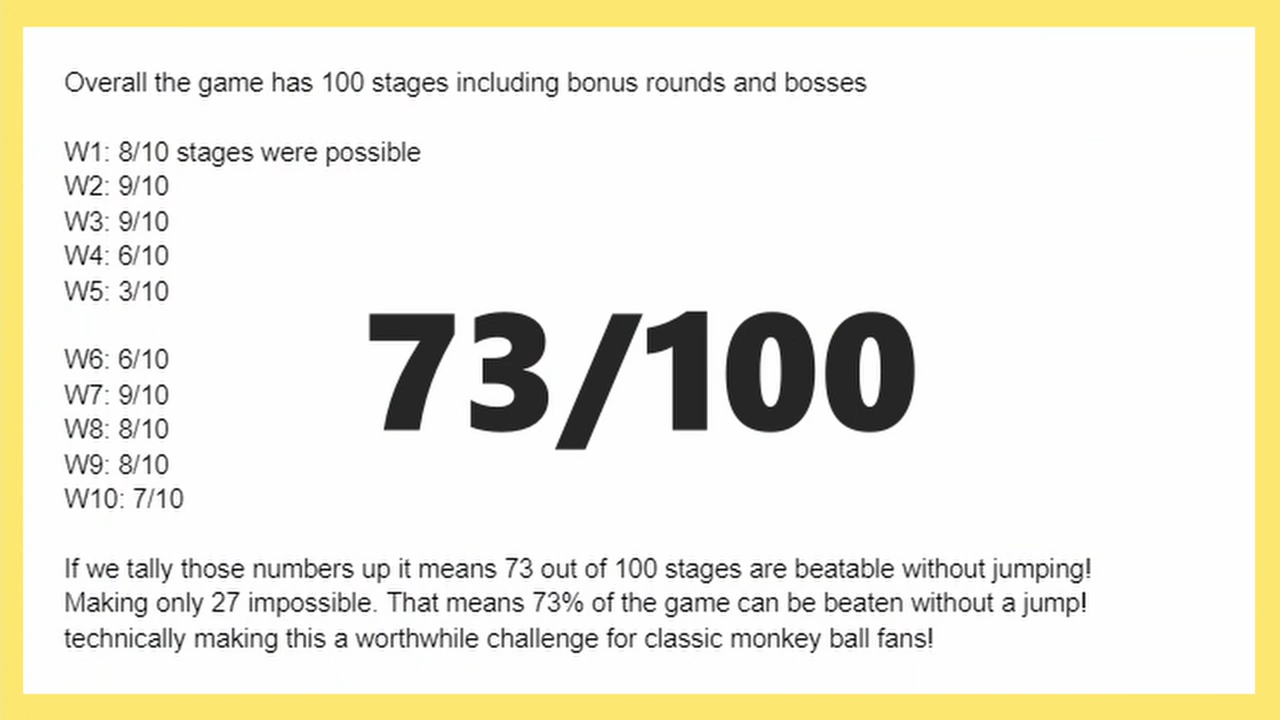 Overall the game has 100 stages including bonus rounds and bosses
W1: 8/10 stages were possible
W2: 9/10
W3: 9/10
W4: 6/10
W5: 3/10
73/100
W6: 6/10
W7: 9/10
W8: 8/10
W9: 8/10
W10: 7/10
If we tally those numbers up it means 73 out of 100 stages are beatable without jumping!
Making only 27 impossible. That means 73% of the game can be beaten without a jump!
technically making this a worthwhile challenge for classic monkey ball fans!